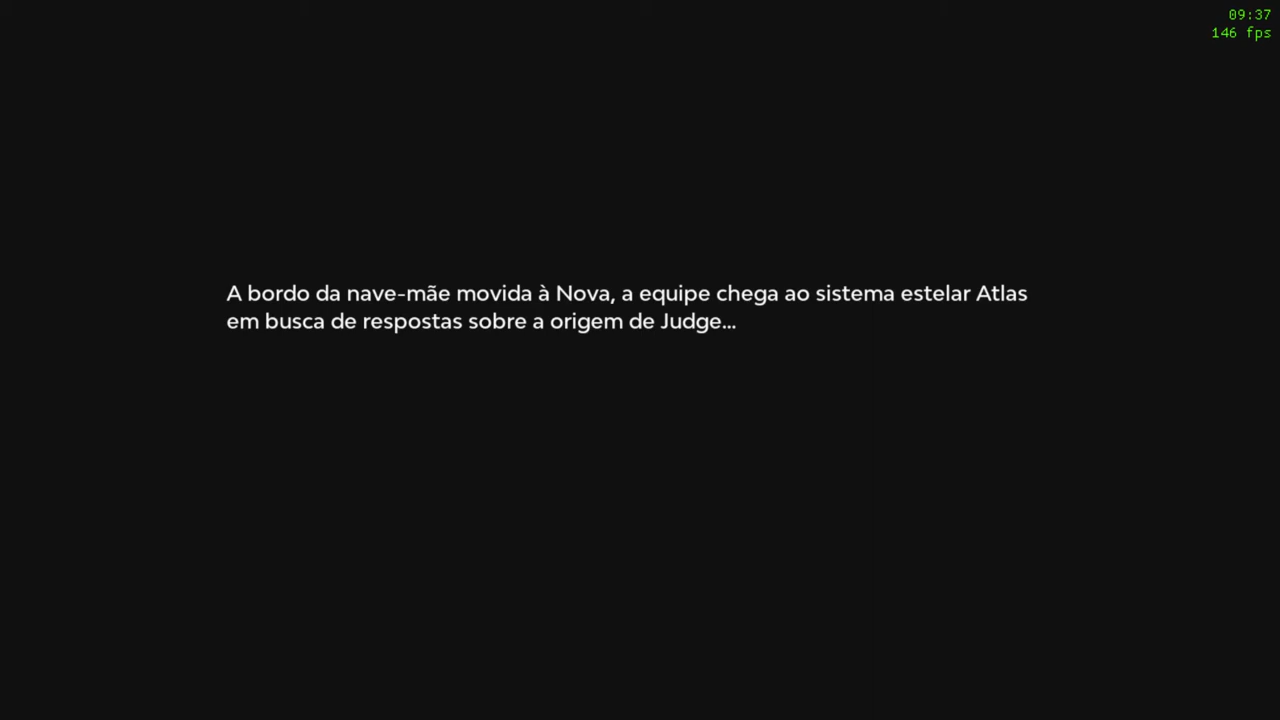 09:37
146 fps
A bordo da nave-mãe movida à Nova, a equipe chega ao sistema estelar Atlas
em busca de respostas sobre a origem de Judge...